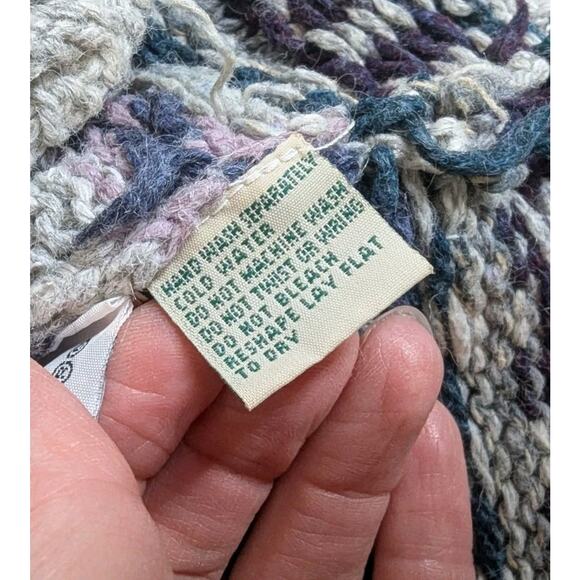 HAND WASH SEPARATELY
COLD WATER
DO NOT MACHINE WASH
DO NOT TWIST OR WRING
DO NOT BLEACH
RESHAPE LAY FLAT
TO DRY
®